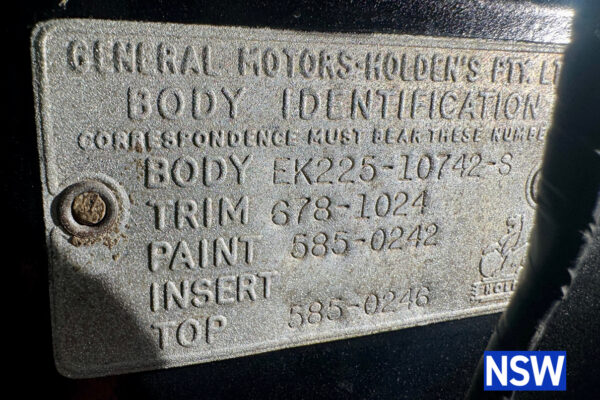 GENERAL MOTORS-HOLDEN'S PTY. LT
BODY IDENTIFICATION
CORRESPONDENCE MUST BEAR THESE NUMBE
BODY EK225-10742-S
TRIM 678-1024
PAINT 585-0242
INSERT
TOP 585-0246
HOL
NSW